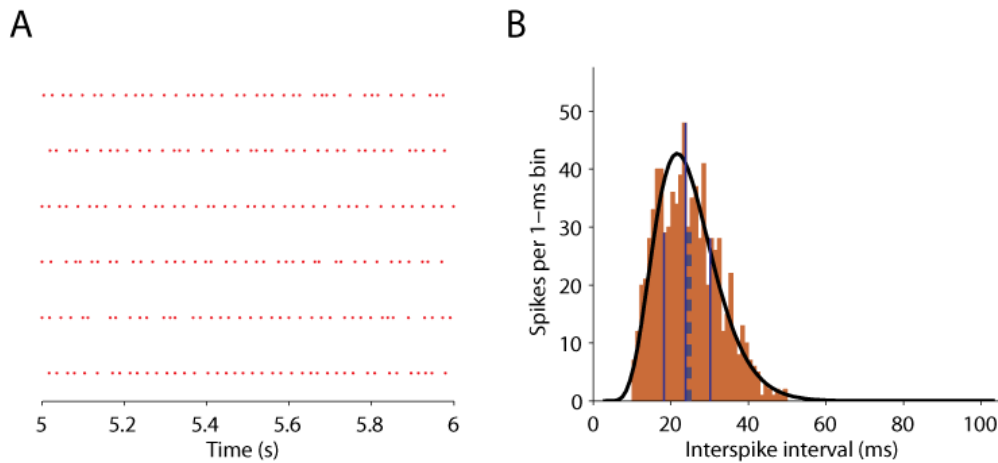 A
5 5.2 5.4 5.6 5.8 6
Time (s)
B
Spikes per 1–ms bin
50
40
30
20
10
0
0 20 40 60 80 100
Interspike interval (ms)